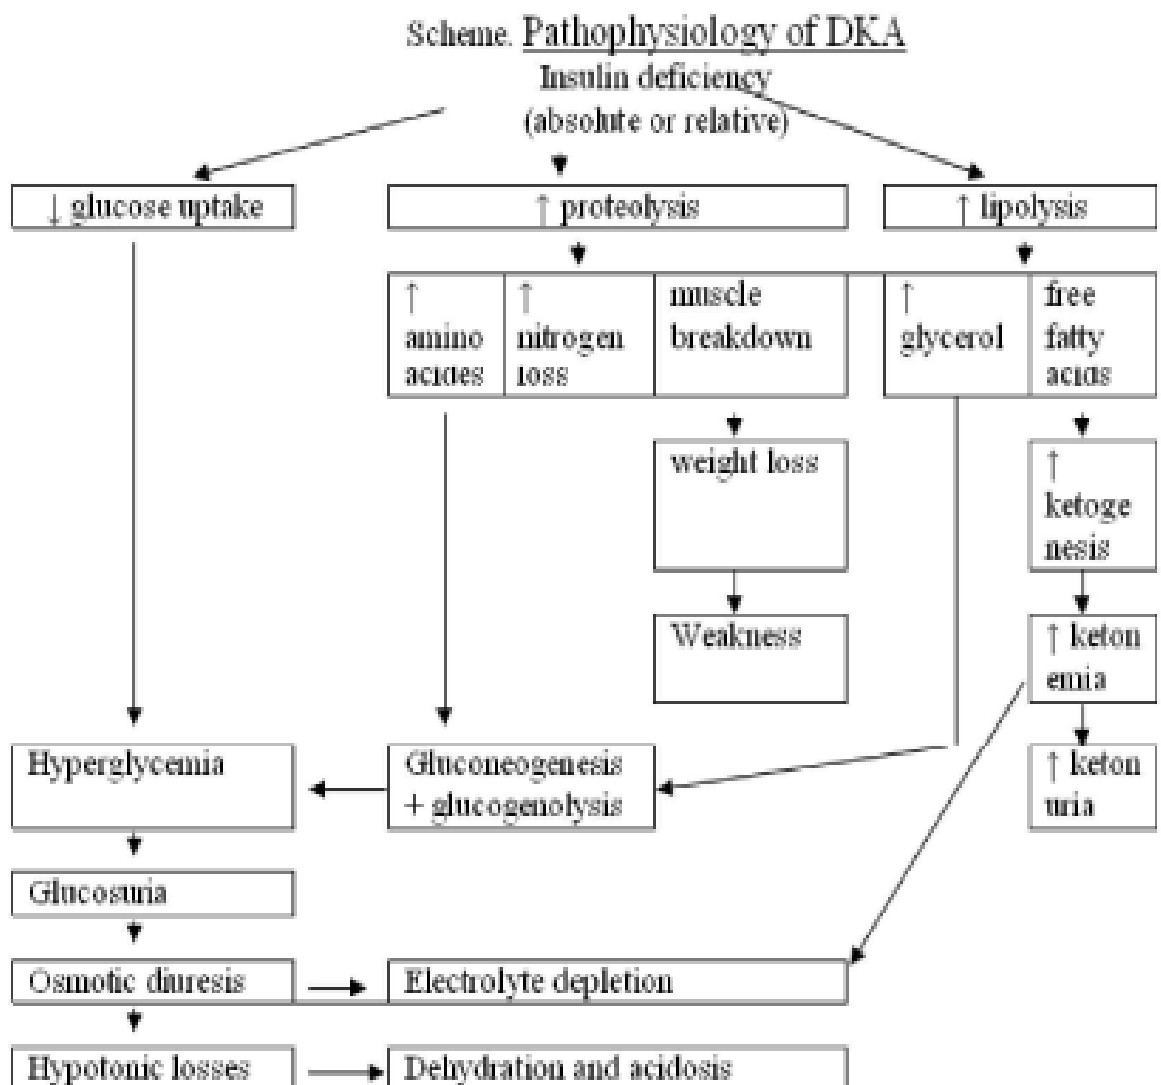 Scheme. Pathophysiology of DKA
Insulin deficiency
(absolute or relative)
↓ glucose uptake
↑ proteolysis
↑ lipolysis
↑
amino
acides
↑
nitrogen
loss
muscle
breakdown
↑
glycerol
free
fatty
acids
weight loss
↑
ketoge
nesis
Weakness
↑ keton
emia
Hyperglycemia
Gluconeogenesis
+ glucogenolysis
↑ keton
uria
Glucosuria
Osmotic diuresis
Electrolyte depletion
Hypotonic losses
Dehydration and acidosis